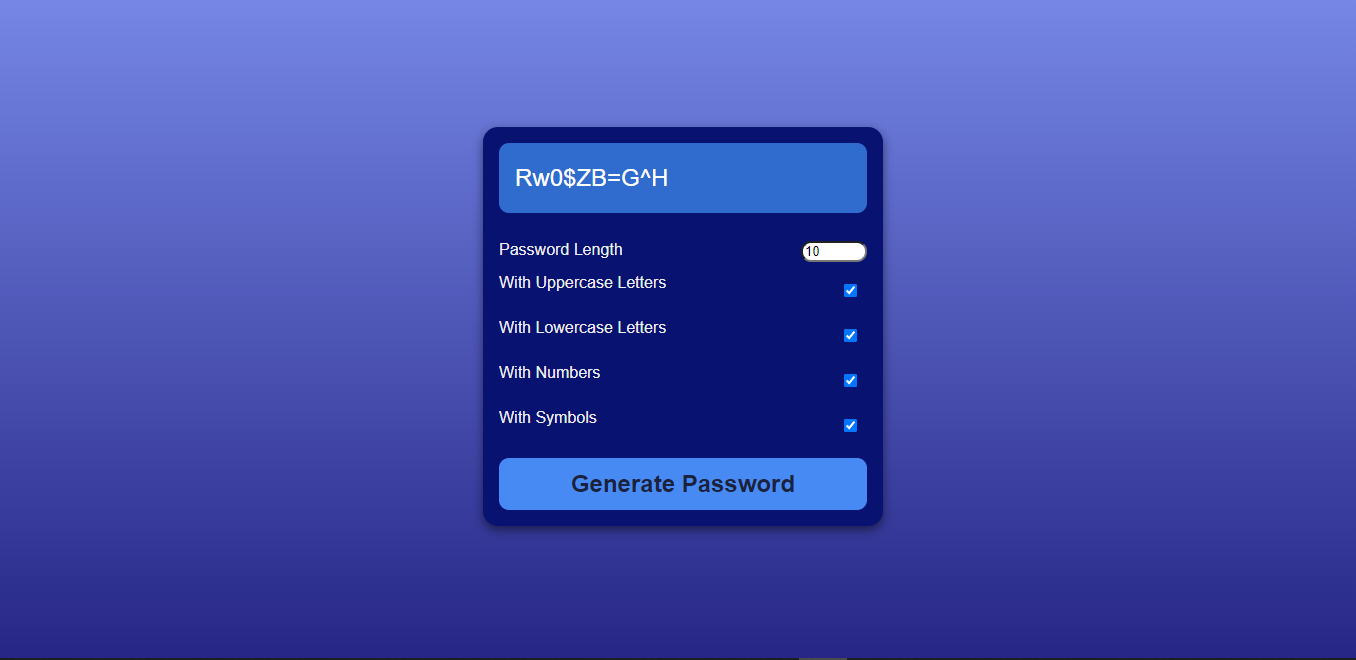 Rw0$ZB=G^H
Password Length 10
With Uppercase Letters
With Lowercase Letters
With Numbers
With Symbols
Generate Password